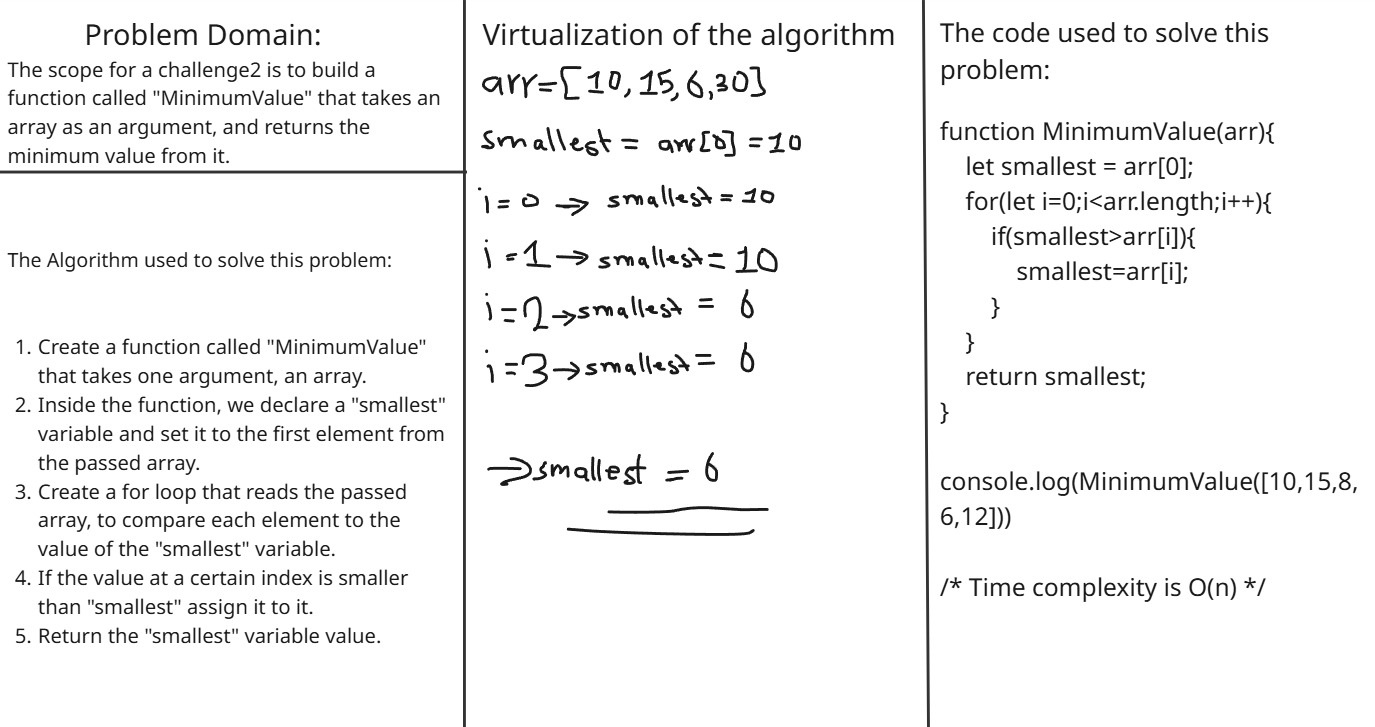 Problem Domain:
The scope for a challenge2 is to build a
function called "MinimumValue" that takes an
array as an argument, and returns the
minimum value from it.
The Algorithm used to solve this problem:
1. Create a function called "MinimumValue"
that takes one argument, an array.
2. Inside the function, we declare a "smallest"
variable and set it to the first element from
the passed array.
3. Create a for loop that reads the passed
array, to compare each element to the
value of the "smallest" variable.
4. If the value at a certain index is smaller
than "smallest" assign it to it.
5. Return the "smallest" variable value.
Virtualization of the algorithm
arr=[10,15,6,30]
smallest = arr[0] =10
i=0 → smallest = 10
i=1 → smallest = 10
i=2 → smallest = 6
i=3 → smallest = 6
→ smallest = 6
The code used to solve this
problem:
function MinimumValue(arr){
let smallest = arr[0];
for(let i=0;i<arr.length;i++){
if(smallest>arr[i]){
smallest=arr[i];
}
}
return smallest;
}
console.log(MinimumValue([10,15,8,
6,12]))
/* Time complexity is O(n) */